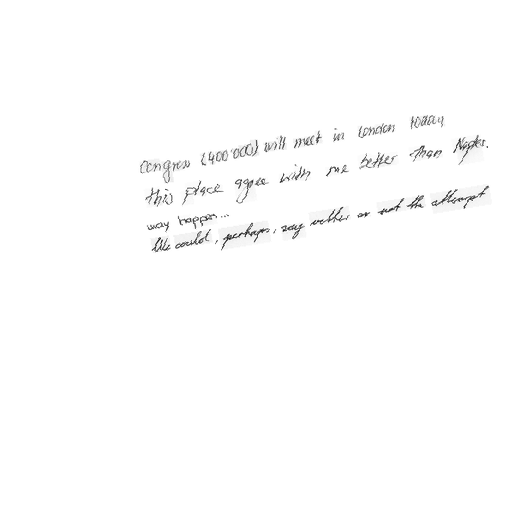 Congress (400'000) will meet in London today
this place agree with me better than Naples.
way happen...
We could, perhaps, say wether or not the attempt